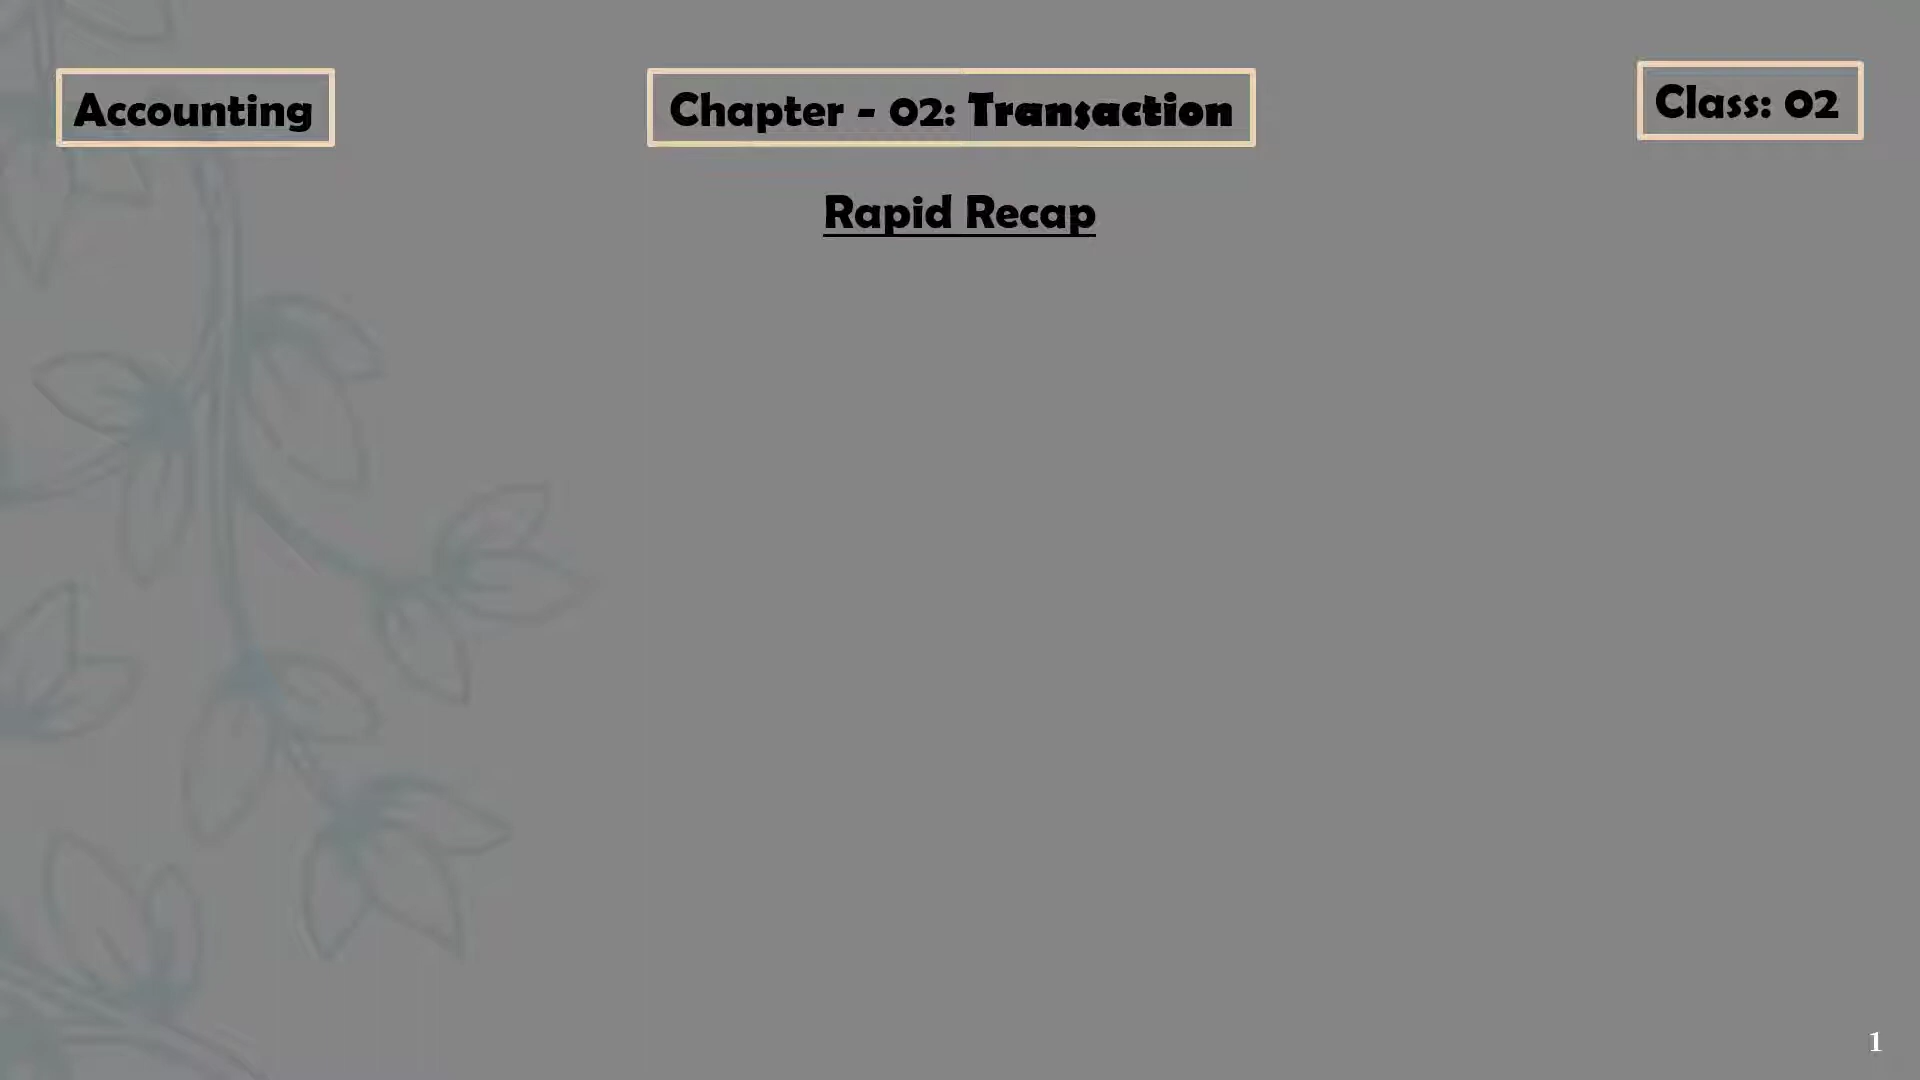 Accounting
Chapter - 02: Transaction
Class: 02
Rapid Recap
1